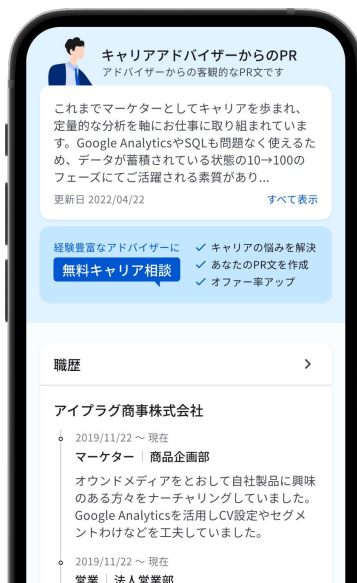 キャリアアドバイザーからのPR
アドバイザーからの客観的なPR文です
これまでマーケターとしてキャリアを歩まれ、
定量的な分析を軸にお仕事に取り組まれていま
す。Google AnalyticsやSQLも問題なく使えるた
め、データが蓄積されている状態の10→100の
フェーズにてご活躍される素質があり...
更新日 2022/04/22 すべて表示
経験豊富なアドバイザーに
無料キャリア相談
✓ キャリアの悩みを解決
✓ あなたのPR文を作成
✓ オファー率アップ
職歴
アイプラグ商事株式会社
2019/11/22 ～ 現在
マーケター｜商品企画部
オウンドメディアをとおして自社製品に興味
のある方々をナーチャリングしていました。
Google Analyticsを活用しCV設定やセグメ
ントわけなどを工夫していました。
2019/11/22 ～ 現在
営業｜法人営業部